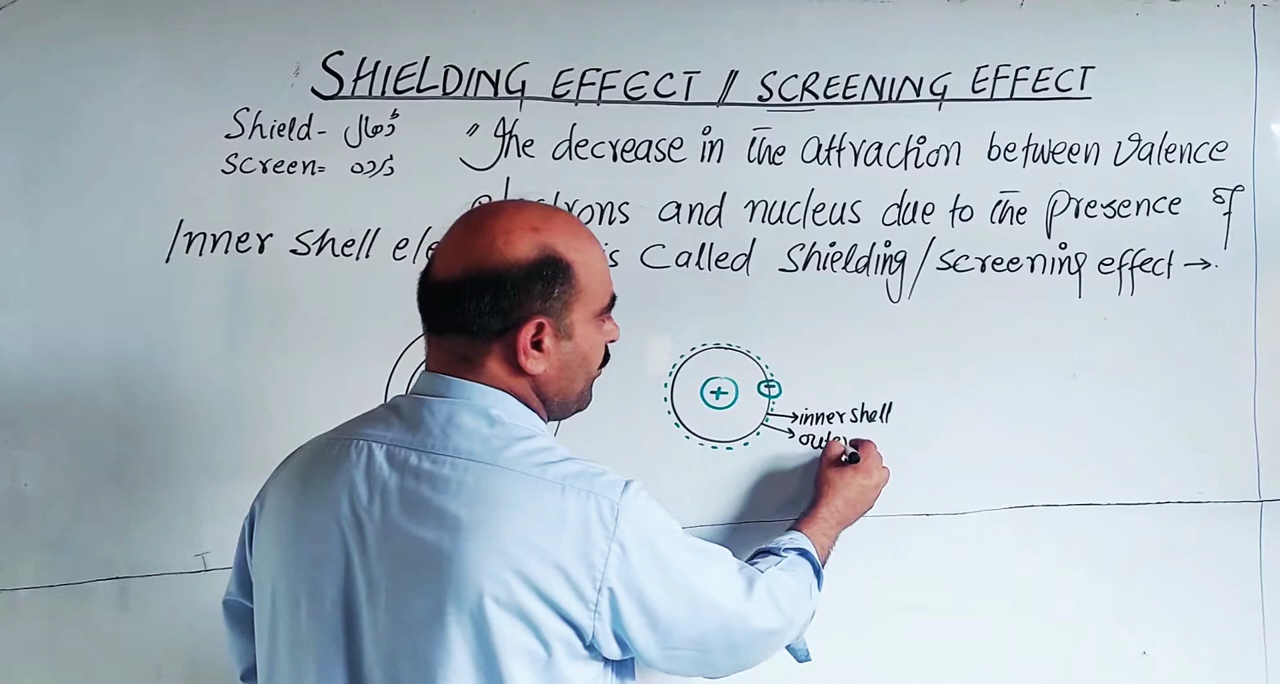 SHIELDING EFFECT // SCREENING EFFECT
Shield - ڈھال
Screen = پردہ
"The decrease in the attraction between valence
electrons and nucleus due to the presence of
Inner shell is called shielding/screening effect →.
+
inner shell